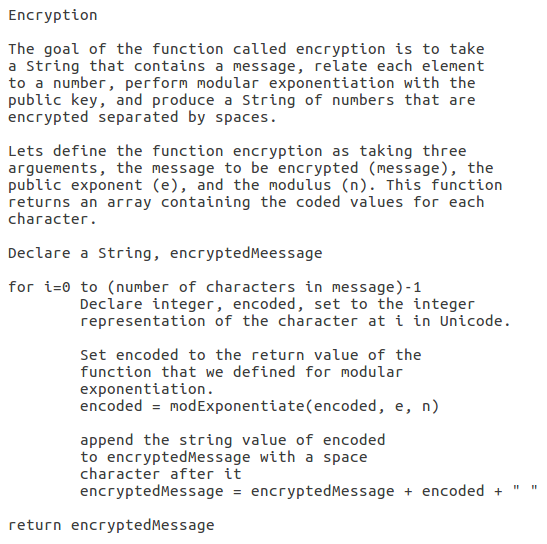 Encryption
The goal of the function called encryption is to take
a String that contains a message, relate each element
to a number, perform modular exponentiation with the
public key, and produce a String of numbers that are
encrypted separated by spaces.
Lets define the function encryption as taking three
arguements, the message to be encrypted (message), the
public exponent (e), and the modulus (n). This function
returns an array containing the coded values for each
character.
Declare a String, encryptedMeessage
for i=0 to (number of characters in message)-1
Declare integer, encoded, set to the integer
representation of the character at i in Unicode.
Set encoded to the return value of the
function that we defined for modular
exponentiation.
encoded = modExponentiate(encoded, e, n)
append the string value of encoded
to encryptedMessage with a space
character after it
encryptedMessage = encryptedMessage + encoded + " "
return encryptedMessage